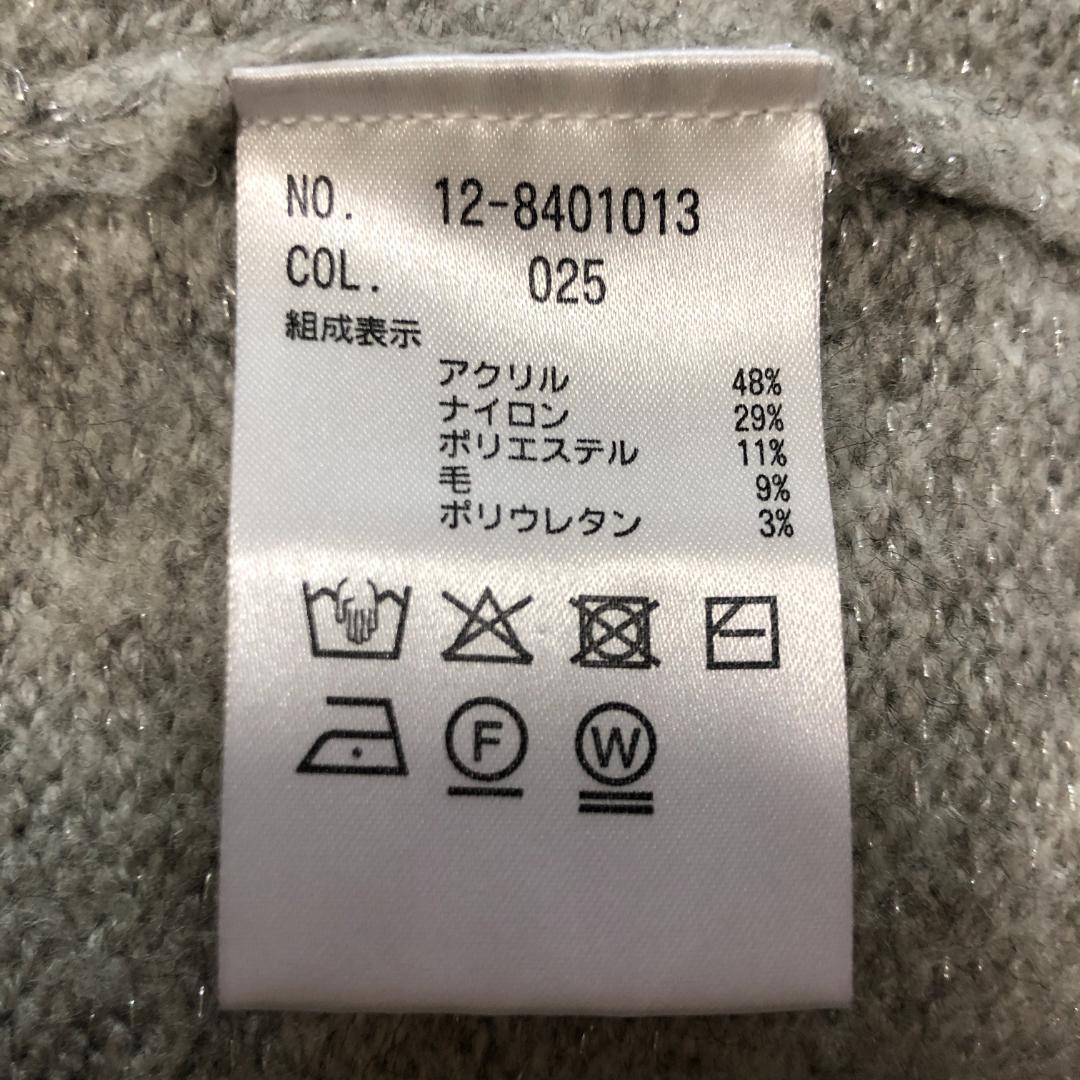 NO. 12-8401013
COL. 025
組成表示
アクリル 48%
ナイロン 29%
ポリエステル 11%
毛 9%
ポリウレタン 3%
F W